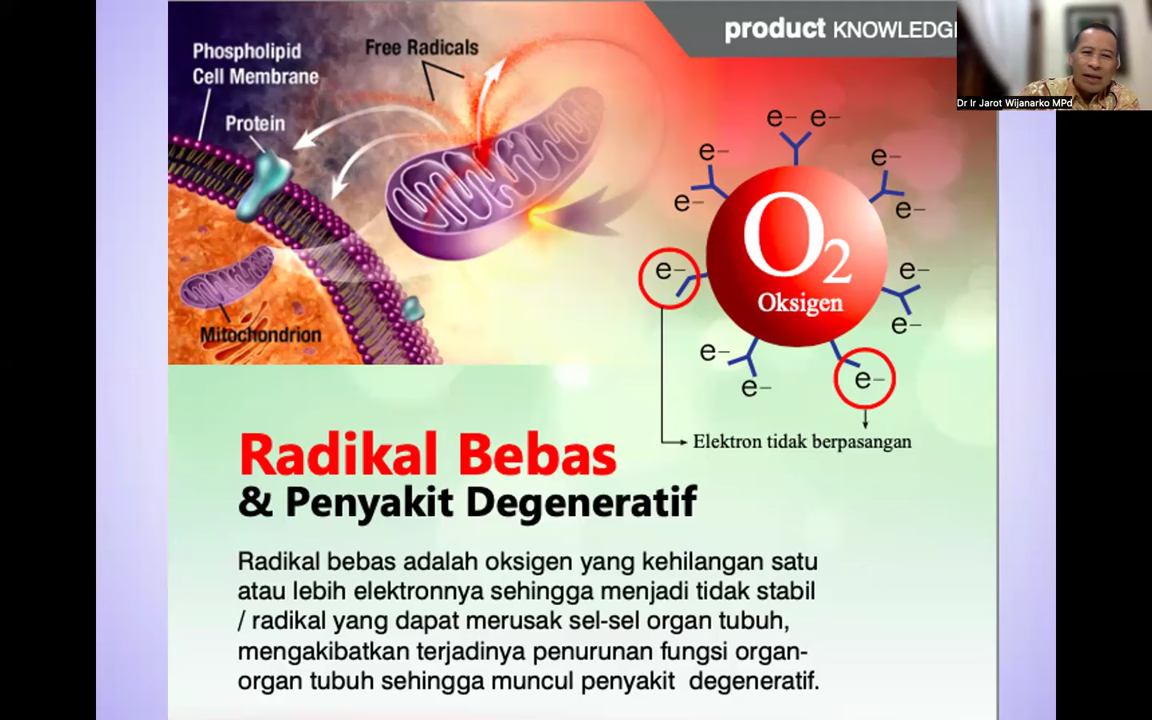 product KNOWLEDG
Dr Ir Jarot Wijanarko MPd
Phospholipid
Cell Membrane
Free Radicals
Protein
Mitochondrion
e– e–
e–
e–
e–
e–
e–
e–
e–
e–
e–
e–
e–
O2
Oksigen
Elektron tidak berpasangan
Radikal Bebas
& Penyakit Degeneratif
Radikal bebas adalah oksigen yang kehilangan satu
atau lebih elektronnya sehingga menjadi tidak stabil
/ radikal yang dapat merusak sel-sel organ tubuh,
mengakibatkan terjadinya penurunan fungsi organ-
organ tubuh sehingga muncul penyakit degeneratif.